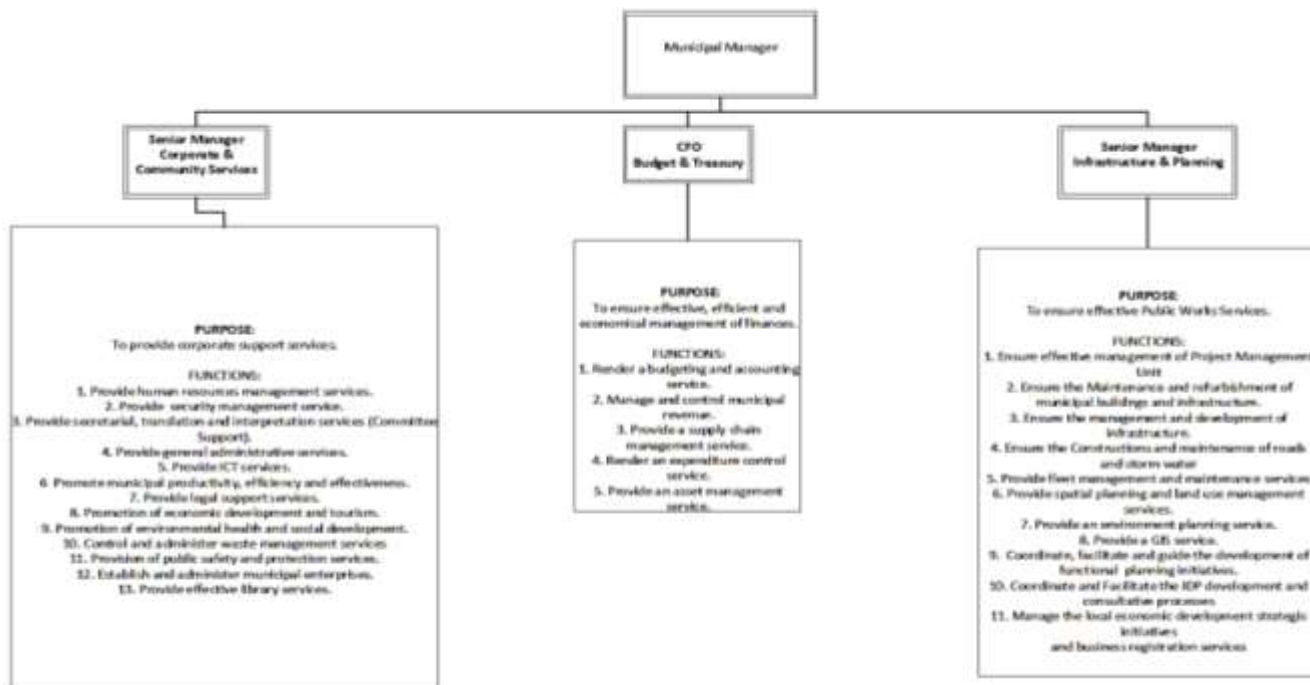 Municipal Manager
Senior Manager
Corporate &
Community Services
CFO
Budget & Treasury
Senior Manager
Infrastructure & Planning
PURPOSE:
To provide corporate support services.
FUNCTIONS:
1. Provide human resources management services.
2. Provide security management service.
3. Provide secretarial, translation and interpretation services (Committee
Support).
4. Provide general administrative services.
5. Provide ICT services.
6. Promote municipal productivity, efficiency and effectiveness.
7. Provide legal support services.
8. Promotion of economic development and tourism.
9. Promotion of environmental health and social development.
10. Control and administer waste management services
11. Provision of public safety and protection services.
12. Establish and administer municipal enterprises.
13. Provide effective library services.
PURPOSE:
To ensure effective, efficient and
economical management of finances.
FUNCTIONS:
1. Render a budgeting and accounting
service.
2. Manage and control municipal
revenue.
3. Provide a supply chain
management service.
4. Render an expenditure control
service.
5. Provide an asset management
service.
PURPOSE:
To ensure effective Public Works Services.
FUNCTIONS:
1. Ensure effective management of Project Management
Unit
2. Ensure the Maintenance and refurbishment of
municipal buildings and infrastructure.
3. Ensure the management and development of
infrastructure.
4. Ensure the Constructions and maintenance of roads
and storm water
5. Provide fleet management and maintenance services
6. Provide spatial planning and land use management
services.
7. Provide an environment planning service.
8. Provide a GIS service.
9. Coordinate, facilitate and guide the development of
functional planning initiatives.
10. Coordinate and Facilitate the IDP development and
consultative processes
11. Manage the local economic development strategic
initiatives
and business registration services